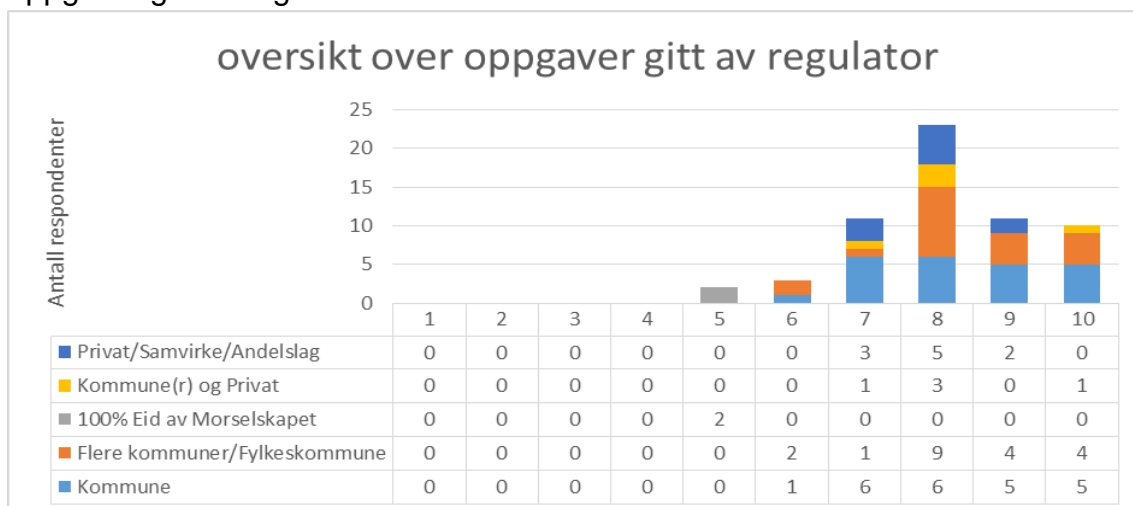 oversikt over oppgaver gitt av regulator
Antall respondenter
25
20
15
10
5
0
1 2 3 4 5 6 7 8 9 10
Privat/Samvirke/Andelslag 0 0 0 0 0 0 3 5 2 0
Kommune(r) og Privat 0 0 0 0 0 0 1 3 0 1
100% Eid av Morselskapet 0 0 0 0 2 0 0 0 0 0
Flere kommuner/Fylkeskommune 0 0 0 0 0 2 1 9 4 4
Kommune 0 0 0 0 0 1 6 6 5 5